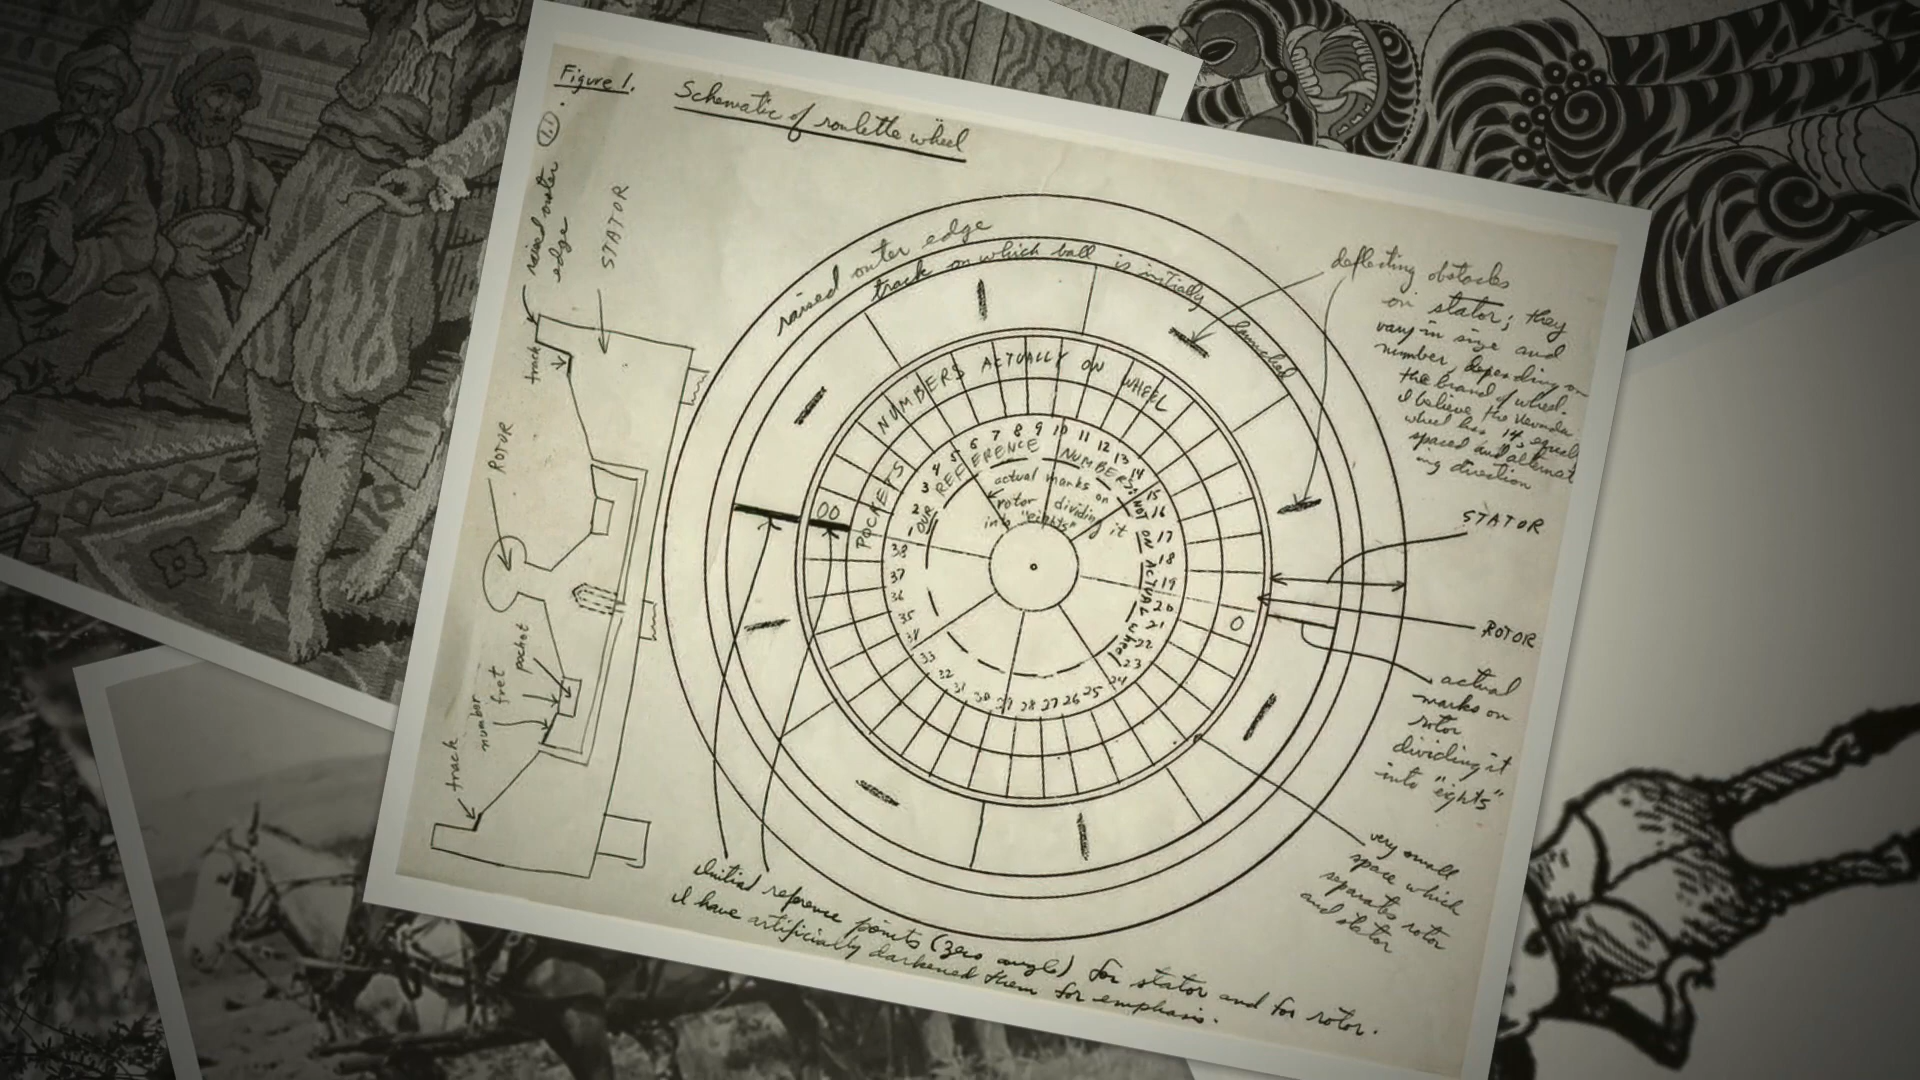 Figure 1.
Schematic of roulette wheel
1.1
raised outer
edge
STATOR
track
ROTOR
pocket
fret
number
track
raised outer edge
track on which ball is initially launched
NUMBERS ACTUALLY ON WHEEL
POCKETS
00
0
OUR REFERENCE NUMBERS: NOT ON ACTUAL wheel
1 2 3 4 5 6 7 8 9 10 11 12 13 14 15 16 17 18 19 20 21 22 23 24 25 26 27 28 29 30 31 32 33 34 35 36 37 38
actual marks on
rotor dividing it
into "eights"
deflecting obstacles
on stator; they
vary in size and
number, depending on
the brand of wheel.
I believe the Nevada
wheel has 14, equally
spaced and alternat
ing direction
STATOR
ROTOR
actual
marks on
rotor
dividing it
into "eights"
very small
space which
separates rotor
and stator
Initial reference points (zero angle) for stator and for rotor.
I have artificially darkened them for emphasis.